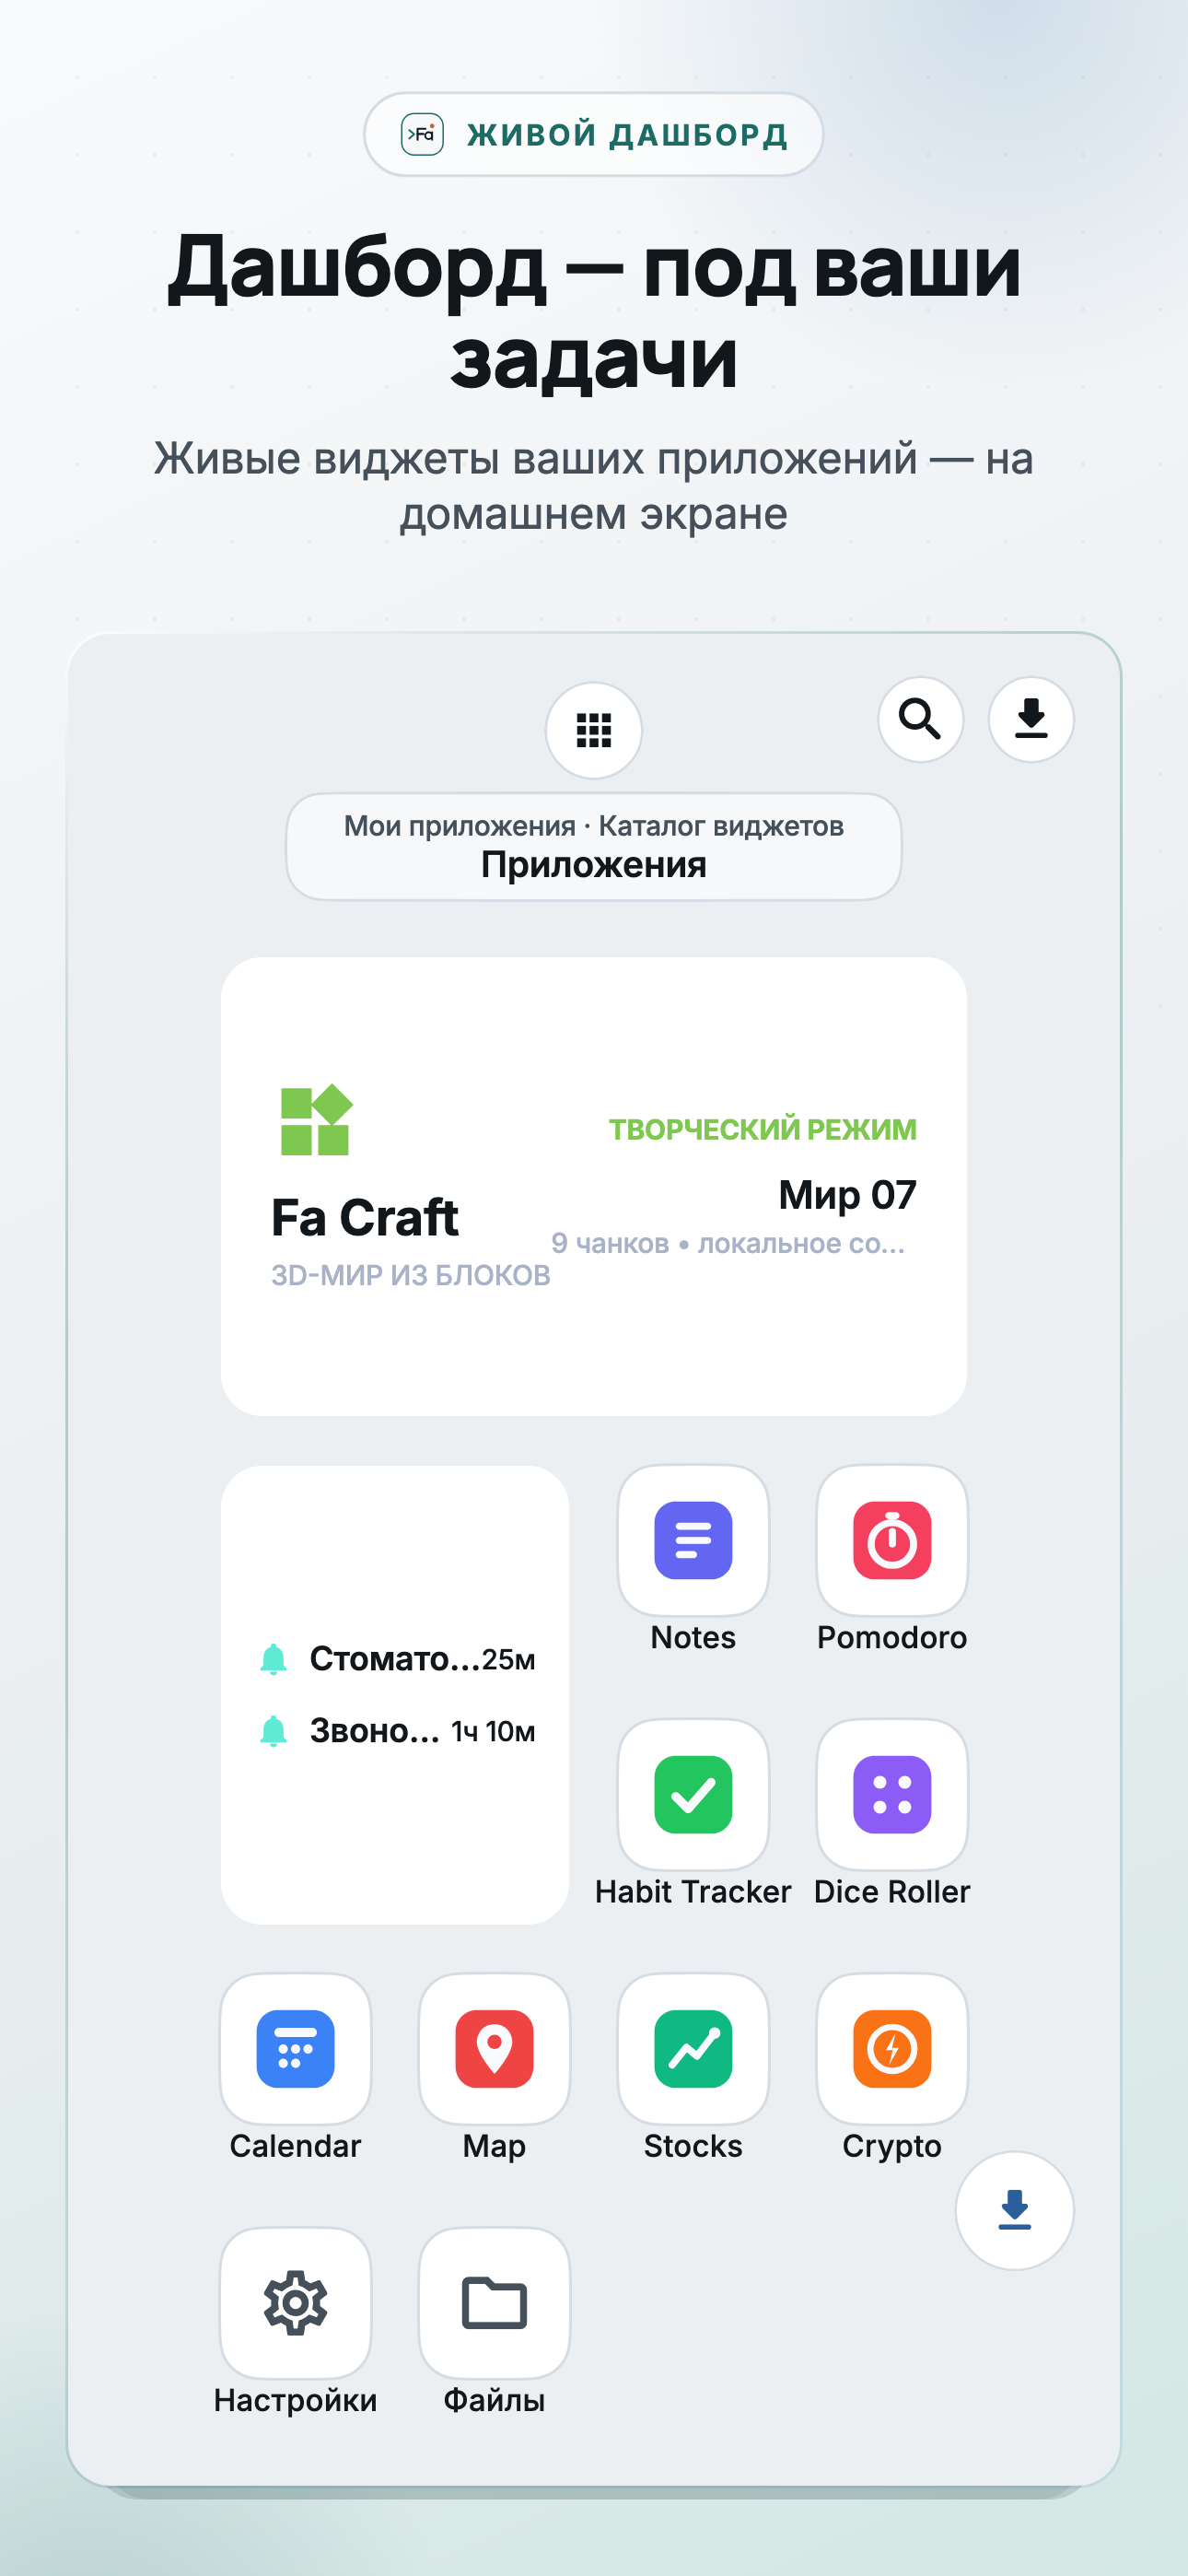 >Fa ЖИВОЙ ДАШБОРД
Дашборд — под ваши
задачи
Живые виджеты ваших приложений — на
домашнем экране
Мои приложения · Каталог виджетов
Приложения
ТВОРЧЕСКИЙ РЕЖИМ
Мир 07
Fa Craft
9 чанков • локальное со...
3D-МИР ИЗ БЛОКОВ
Notes
Pomodoro
Стомато... 25м
Звоно... 1ч 10м
Habit Tracker
Dice Roller
Calendar
Map
Stocks
Crypto
Настройки
Файлы